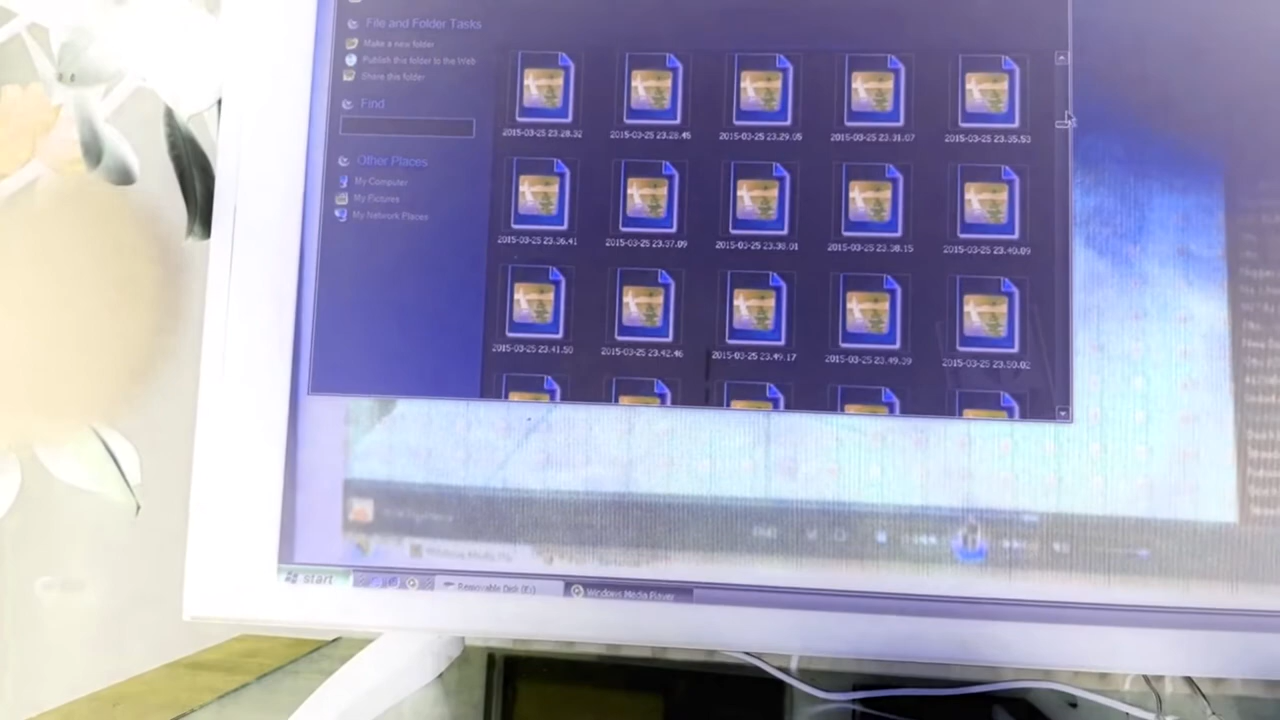 File and Folder Tasks
Make a new folder
Publish this folder to the Web
Share this folder
Find
Other Places
My Computer
My Pictures
My Network Places
2015-03-25 23.28.32
2015-03-25 23.28.45
2015-03-25 23.29.05
2015-03-25 23.31.07
2015-03-25 23.35.53
2015-03-25 23.36.41
2015-03-25 23.37.09
2015-03-25 23.38.01
2015-03-25 23.38.15
2015-03-25 23.40.09
2015-03-25 23.41.50
2015-03-25 23.42.46
2015-03-25 23.49.17
2015-03-25 23.49.39
2015-03-25 23.50.02
start
Removable Disk (E:)
Windows Media Player